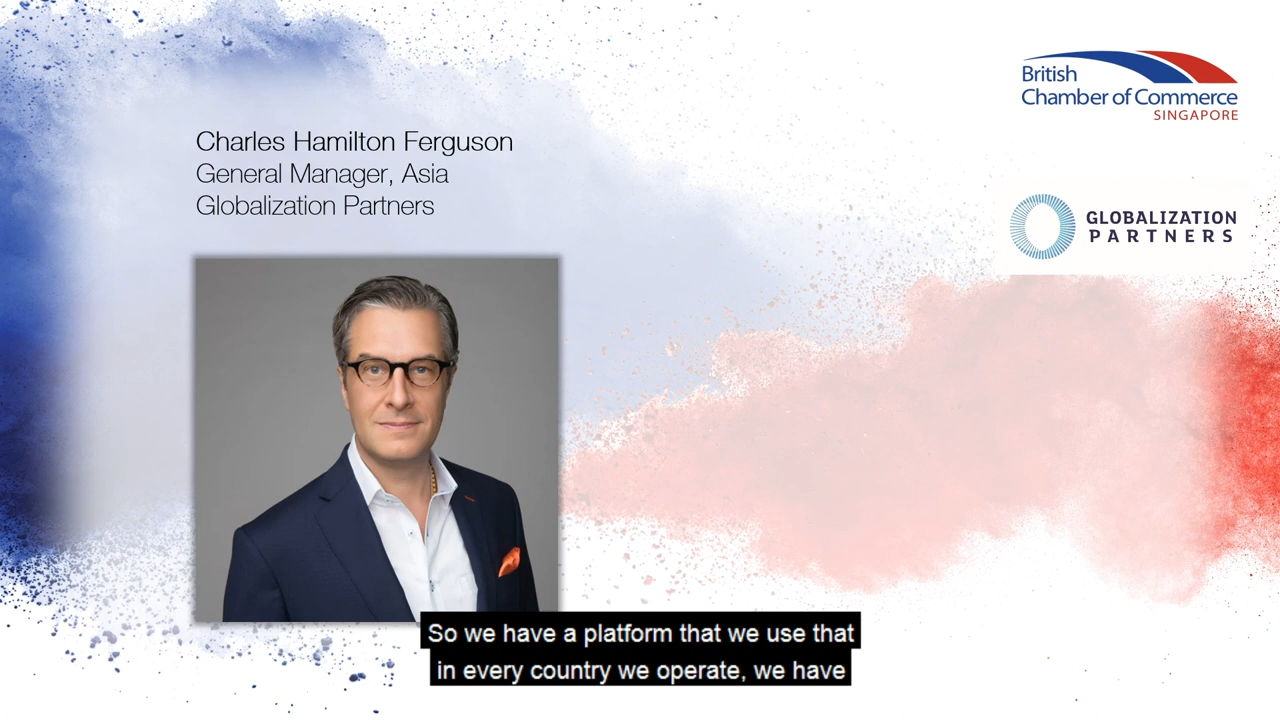 British
Chamber of Commerce
SINGAPORE
Charles Hamilton Ferguson
General Manager, Asia
Globalization Partners
GLOBALIZATION
PARTNERS
So we have a platform that we use that
in every country we operate, we have